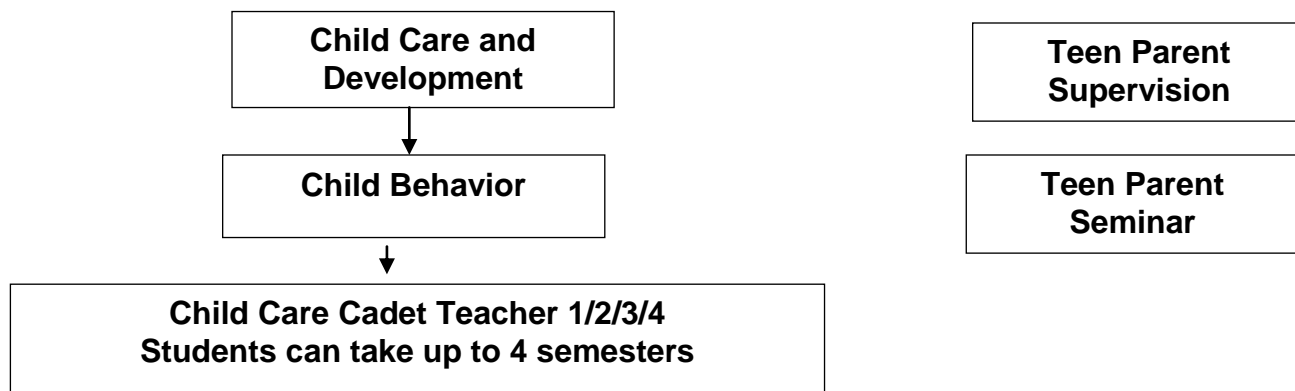 Child Care and
Development
Teen Parent
Supervision
Child Behavior
Teen Parent
Seminar
Child Care Cadet Teacher 1/2/3/4
Students can take up to 4 semesters